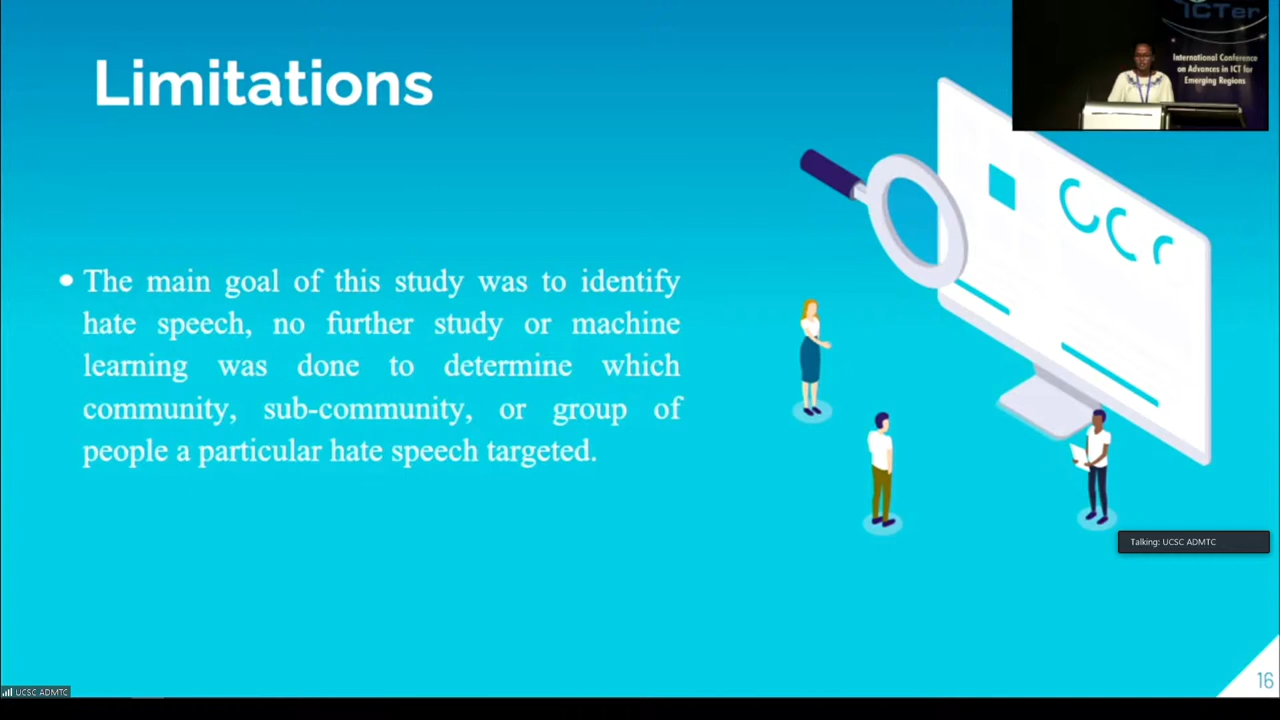 Limitations
• The main goal of this study was to identify
hate speech, no further study or machine
learning was done to determine which
community, sub-community, or group of
people a particular hate speech targeted.
ICTer
International Conference
on Advances in ICT for
Emerging Regions
Talking: UCSC ADMTC
UCSC ADMTC
16